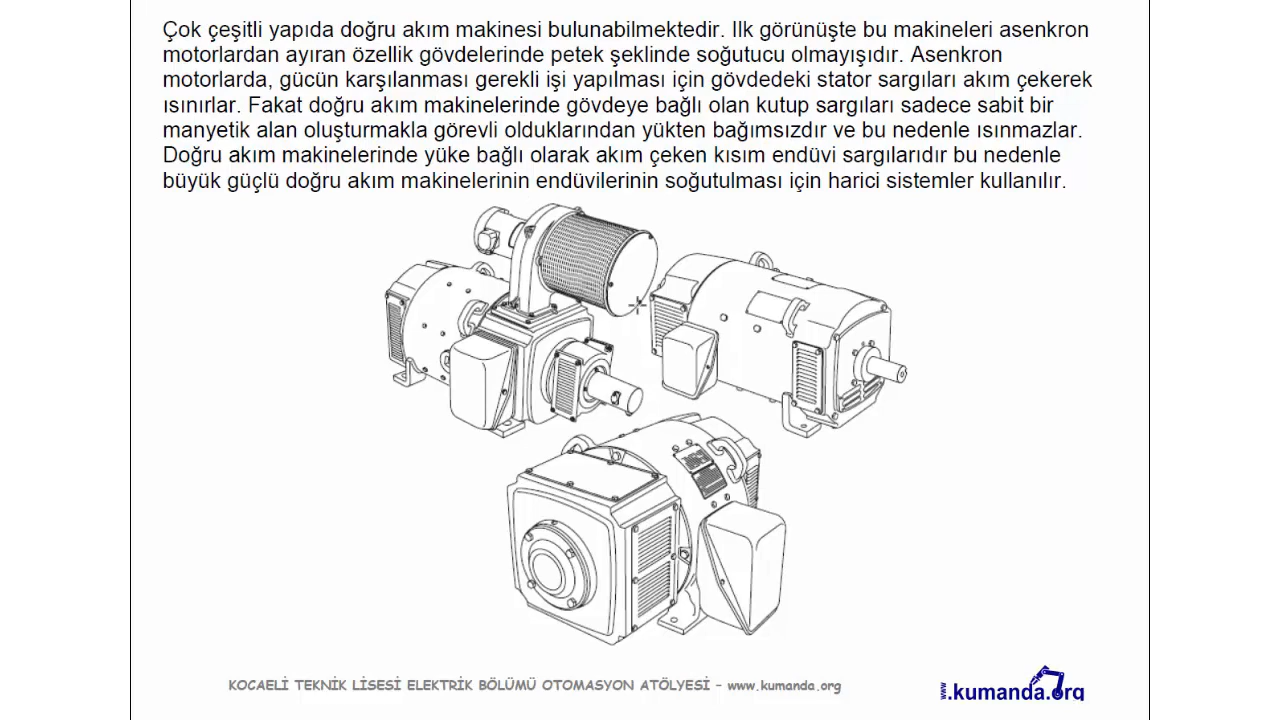 Çok çeşitli yapıda doğru akım makinesi bulunabilmektedir. Ilk görünüşte bu makineleri asenkron
motorlardan ayıran özellik gövdelerinde petek şeklinde soğutucu olmayışıdır. Asenkron
motorlarda, gücün karşılanması gerekli işi yapılması için gövdedeki stator sargıları akım çekerek
ısınırlar. Fakat doğru akım makinelerinde gövdeye bağlı olan kutup sargıları sadece sabit bir
manyetik alan oluşturmakla görevli olduklarından yükten bağımsızdır ve bu nedenle ısınmazlar.
Doğru akım makinelerinde yüke bağlı olarak akım çeken kısım endüvi sargılarıdır bu nedenle
büyük güçlü doğru akım makinelerinin endüvilerinin soğutulması için harici sistemler kullanılır.
KOCAELİ TEKNİK LİSESİ ELEKTRİK BÖLÜMÜ OTOMASYON ATÖLYESİ – www.kumanda.org
www.kumanda.org